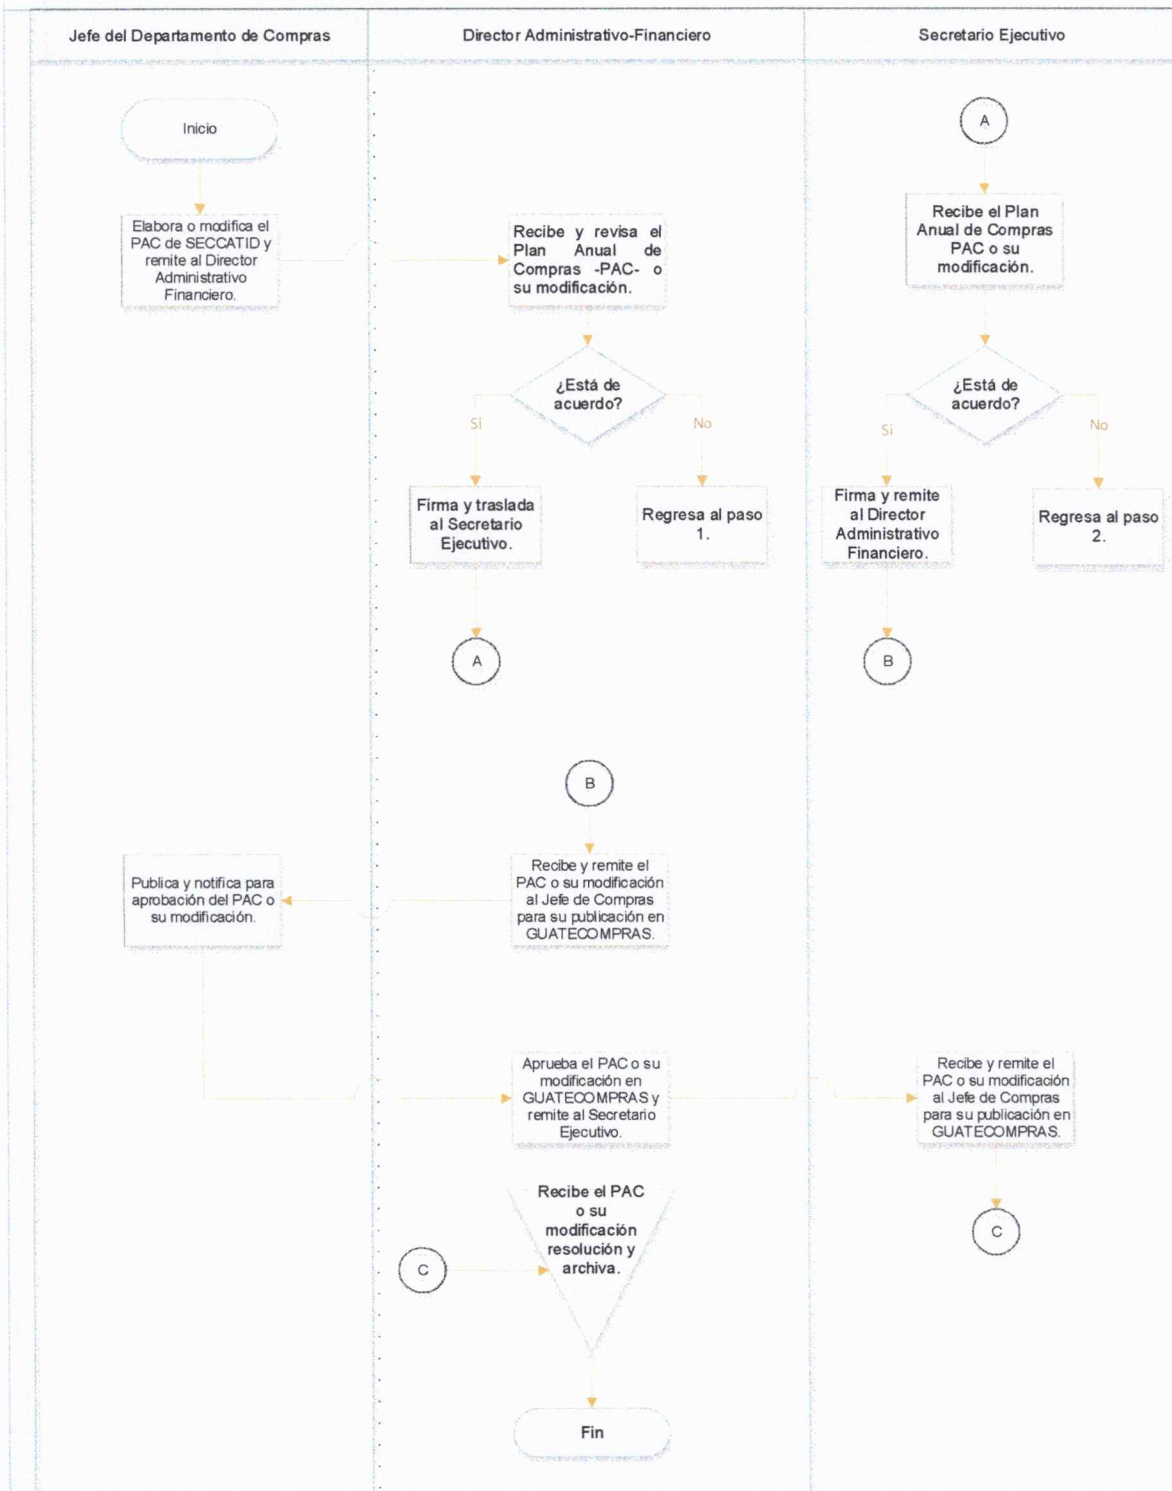 Jefe del Departamento de Compras
Director Administrativo-Financiero
Secretario Ejecutivo
Inicio
A
Elabora o modifica el
PAC de SECCATID y
remite al Director
Administrativo
Financiero.
Recibe y revisa el
Plan Anual de
Compras -PAC- o
su modificación.
Recibe el Plan
Anual de Compras
PAC o su
modificación.
¿Está de
acuerdo?
Sí
No
¿Está de
acuerdo?
Si
No
Firma y traslada
al Secretario
Ejecutivo.
Regresa al paso
1.
Firma y remite
al Director
Administrativo
Financiero.
Regresa al paso
2.
A
B
B
Publica y notifica para
aprobación del PAC o
su modificación.
Recibe y remite el
PAC o su modificación
al Jefe de Compras
para su publicación en
GUATECOMPRAS.
Aprueba el PAC o su
modificación en
GUATECOMPRAS y
remite al Secretario
Ejecutivo.
Recibe y remite el
PAC o su modificación
al Jefe de Compras
para su publicación en
GUATECOMPRAS.
Recibe el PAC
o su
modificación
resolución y
archiva.
C
C
Fin